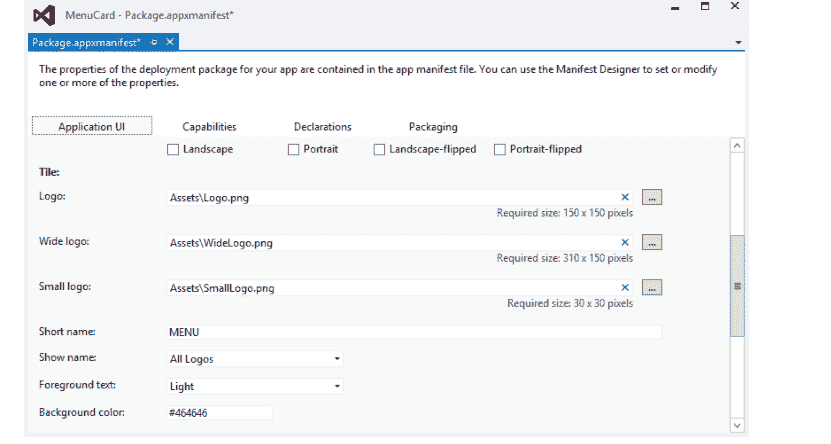 MenuCard - Package.appxmanifest*
Package.appxmanifest*
The properties of the deployment package for your app are contained in the app manifest file. You can use the Manifest Designer to set or modify
one or more of the properties.
Application UI Capabilities Declarations Packaging
Landscape Portrait Landscape-flipped Portrait-flipped
Tile:
Logo: Assets\Logo.png ...
Required size: 150 x 150 pixels
Wide logo: Assets\WideLogo.png ...
Required size: 310 x 150 pixels
Small logo: Assets\SmallLogo.png ...
Required size: 30 x 30 pixels
Short name: MENU
Show name: All Logos
Foreground text: Light
Background color: #464646